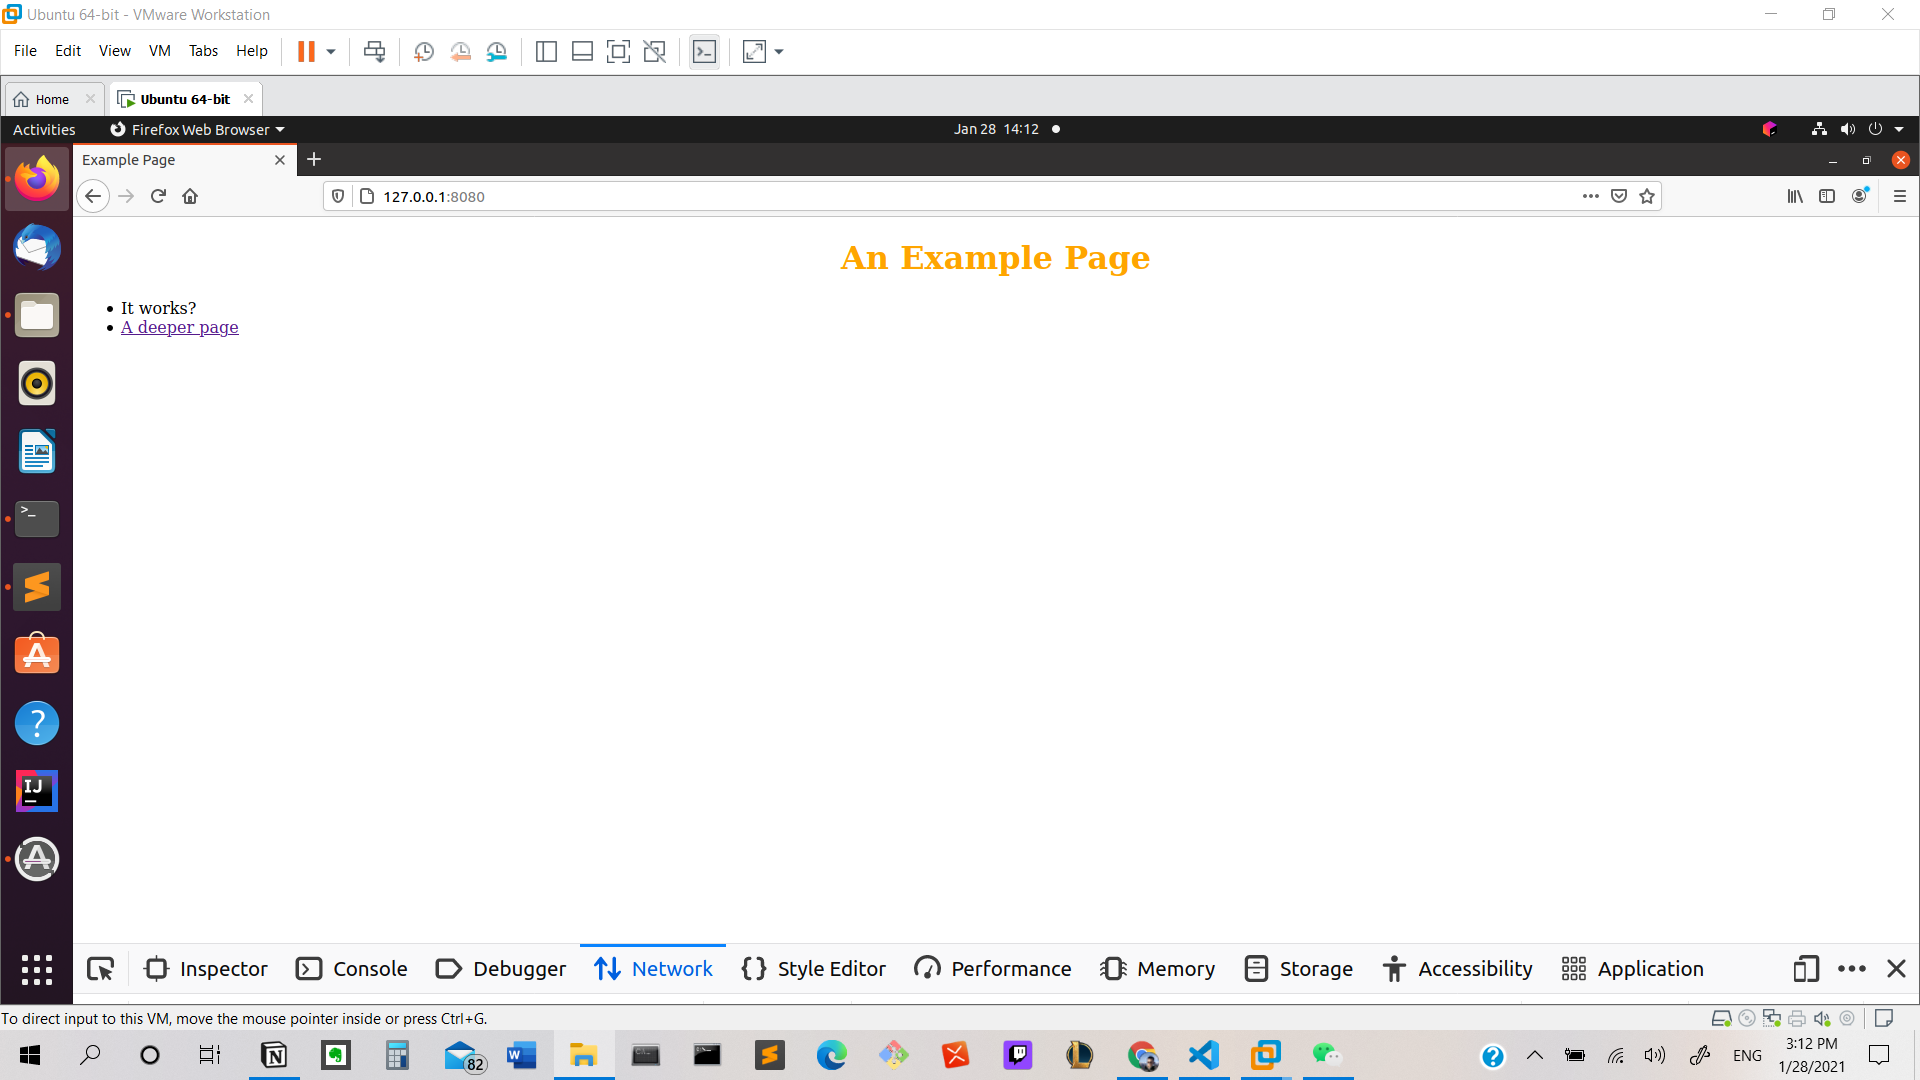 Ubuntu 64-bit - VMware Workstation
File Edit View VM Tabs Help
Home
Ubuntu 64-bit
Activities
Firefox Web Browser
Jan 28 14:12
Example Page
127.0.0.1:8080
An Example Page
It works?
A deeper page
Inspector
Console
Debugger
Network
Style Editor
Performance
Memory
Storage
Accessibility
Application
To direct input to this VM, move the mouse pointer inside or press Ctrl+G.
82
ENG
3:12 PM
1/28/2021